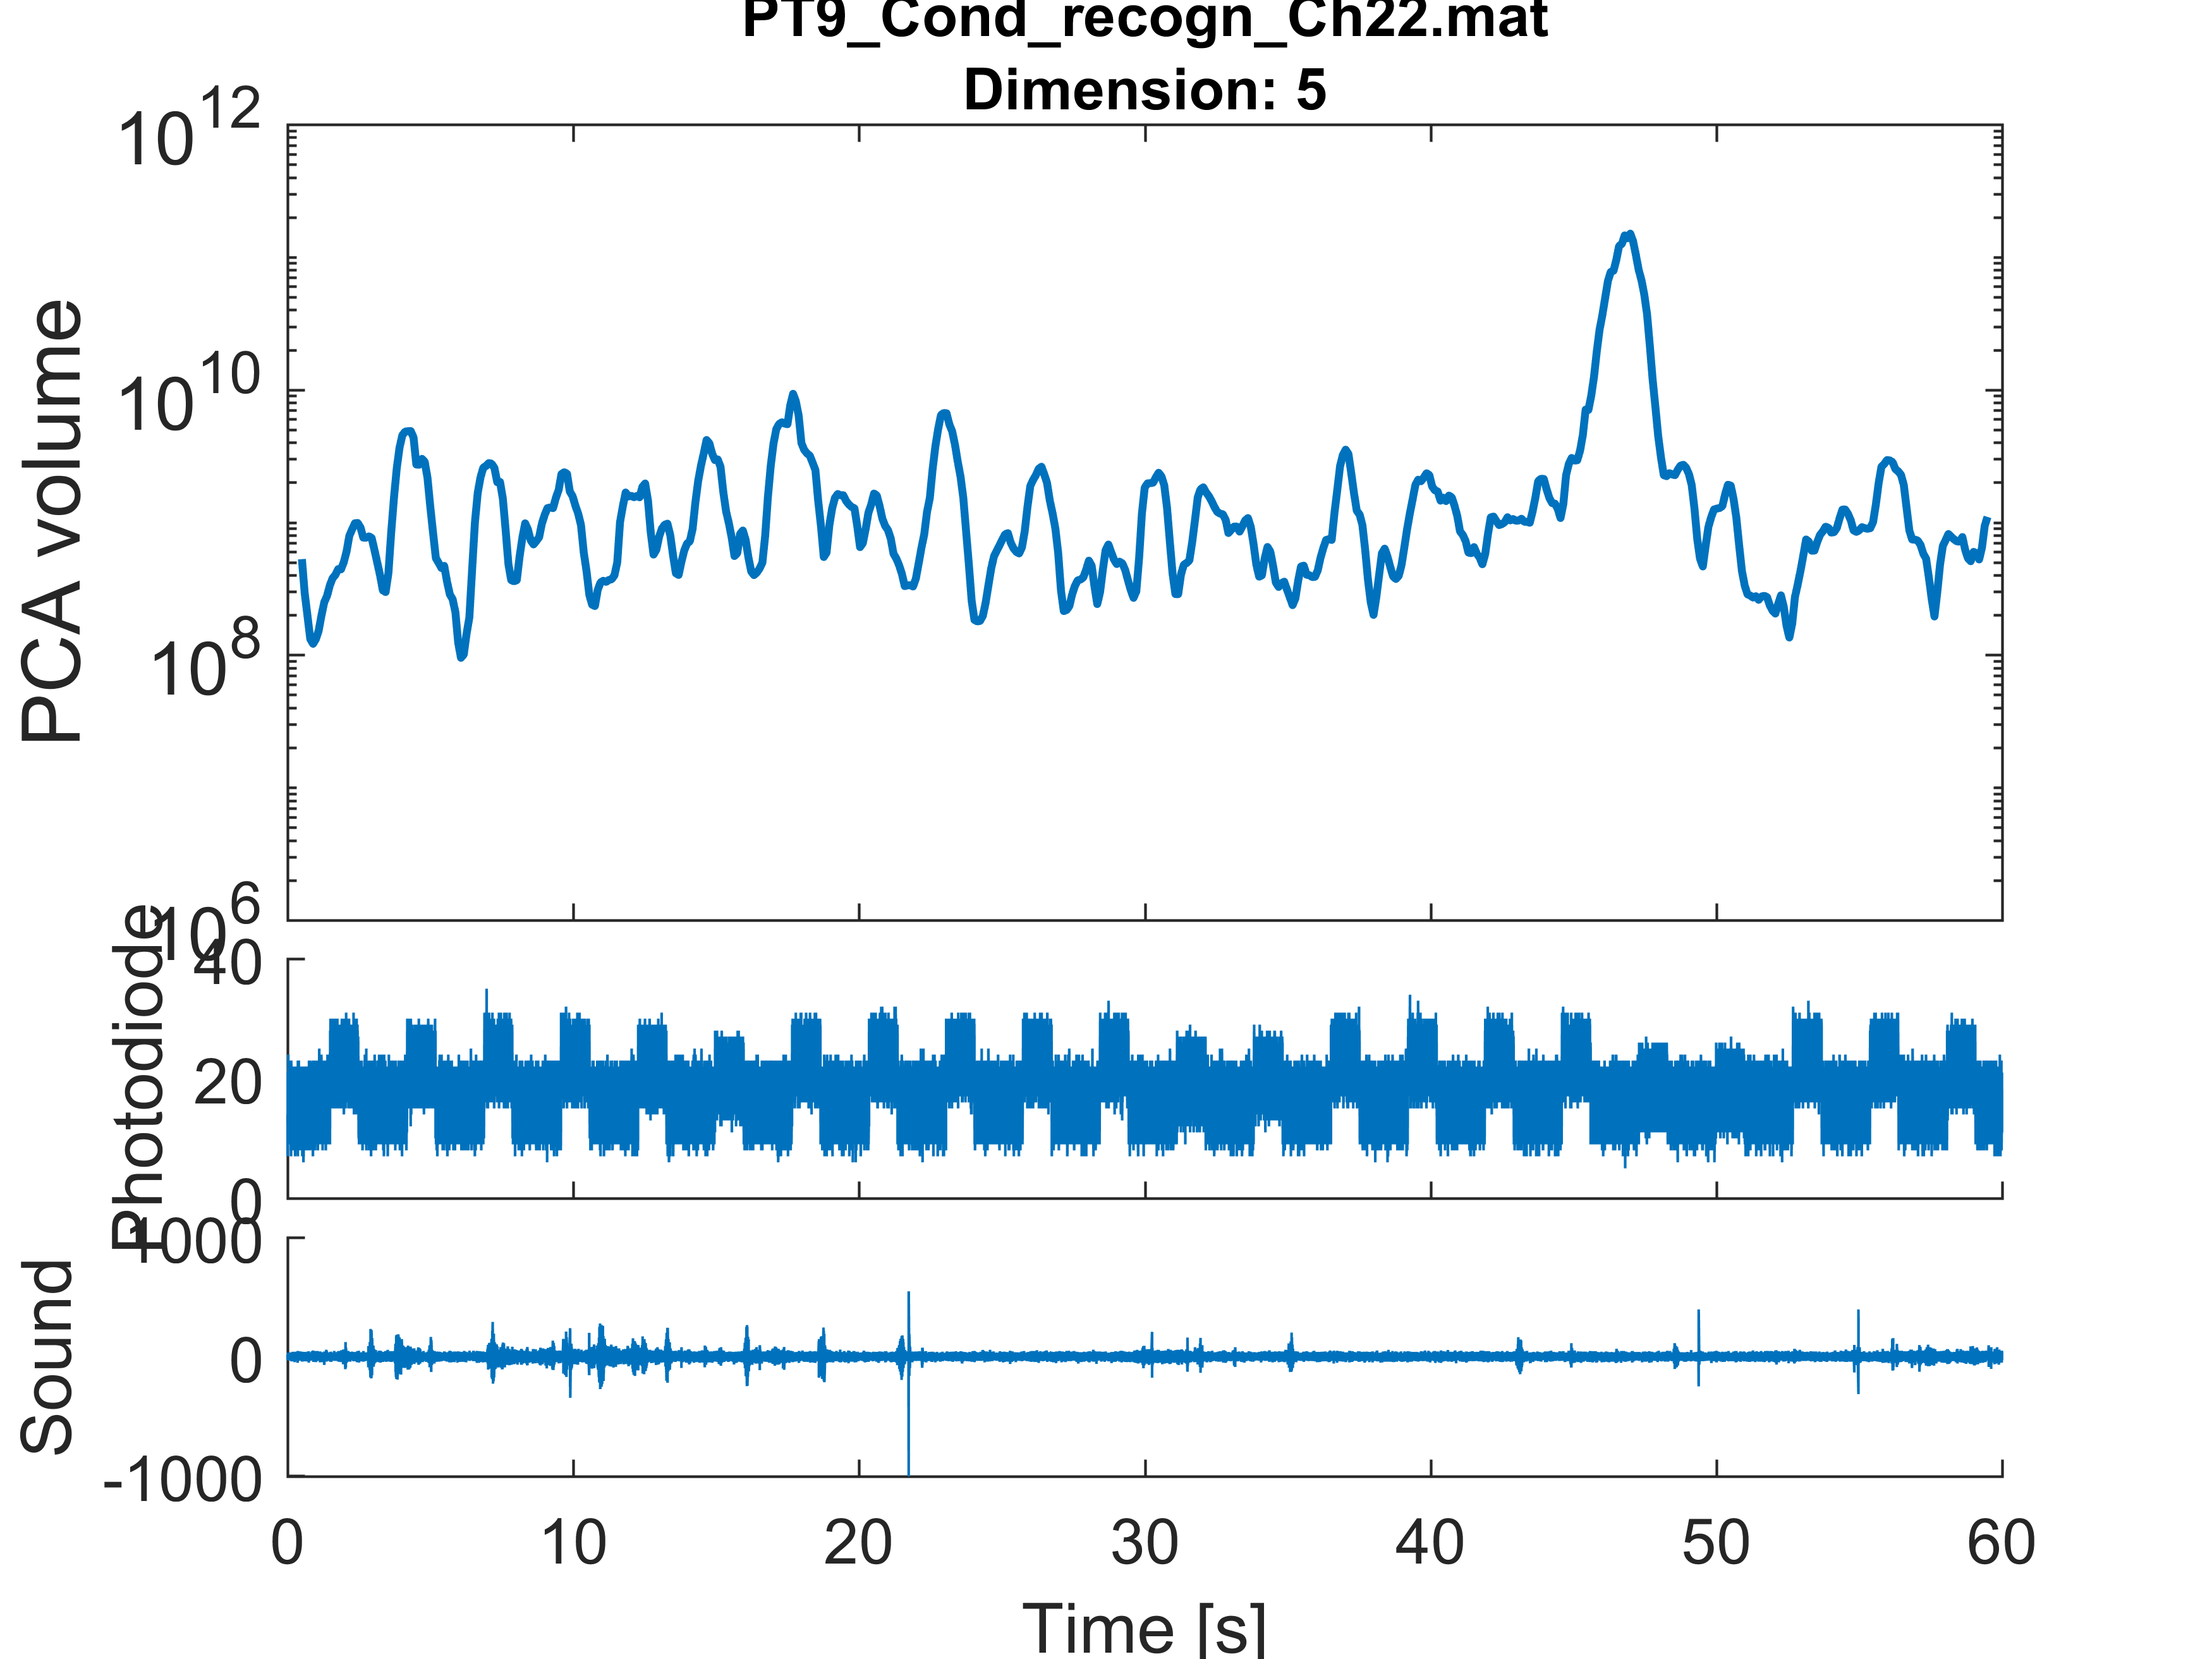 PT9_Cond_recogn_Ch22.mat
Dimension: 5
PCA volume
10^12
10^10
10^8
10^6
Photodiode
40
20
0
Sound
1000
0
-1000
0 10 20 30 40 50 60
Time [s]